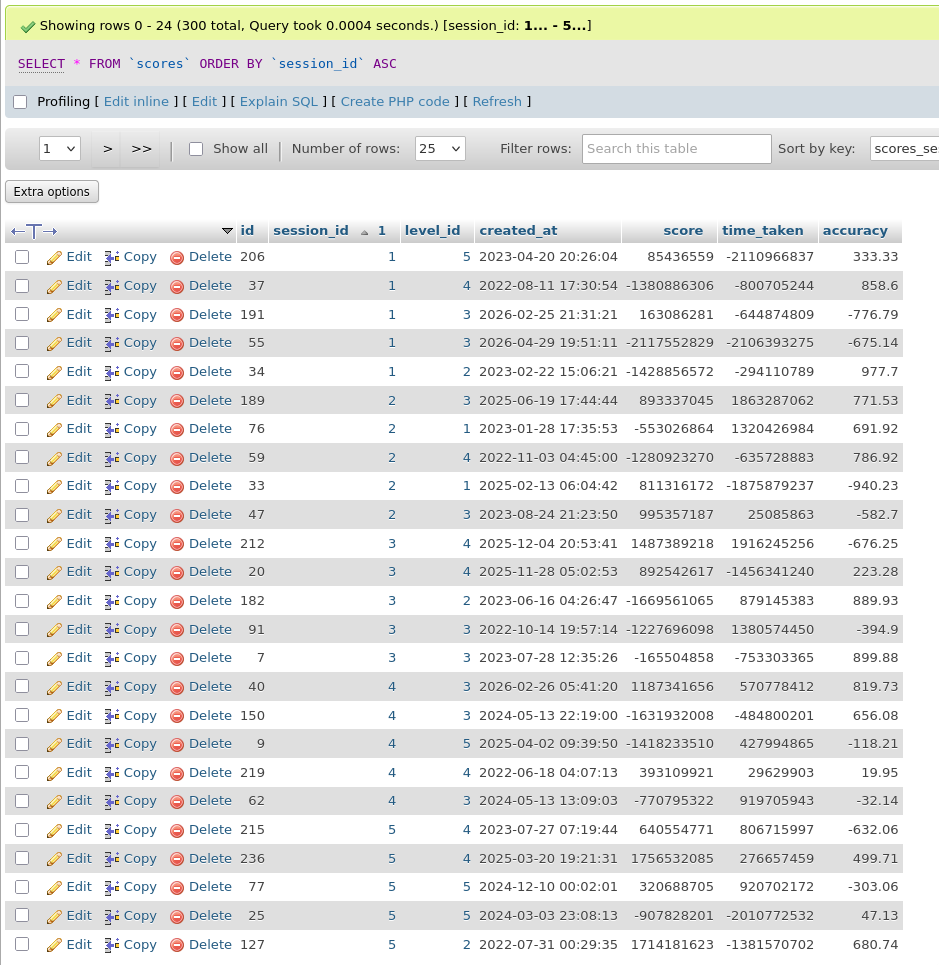 Showing rows 0 - 24 (300 total, Query took 0.0004 seconds.) [session_id: 1... - 5...]
SELECT * FROM `scores` ORDER BY `session_id` ASC
Profiling [ Edit inline ] [ Edit ] [ Explain SQL ] [ Create PHP code ] [ Refresh ]
1 > >> | Show all | Number of rows: 25 Filter rows: Search this table Sort by key: scores_se
Extra options
id session_id 1 level_id created_at score time_taken accuracy
Edit Copy Delete 206 1 5 2023-04-20 20:26:04 85436559 -2110966837 333.33
Edit Copy Delete 37 1 4 2022-08-11 17:30:54 -1380886306 -800705244 858.6
Edit Copy Delete 191 1 3 2026-02-25 21:31:21 163086281 -644874809 -776.79
Edit Copy Delete 55 1 3 2026-04-29 19:51:11 -2117552829 -2106393275 -675.14
Edit Copy Delete 34 1 2 2023-02-22 15:06:21 -1428856572 -294110789 977.7
Edit Copy Delete 189 2 3 2025-06-19 17:44:44 893337045 1863287062 771.53
Edit Copy Delete 76 2 1 2023-01-28 17:35:53 -553026864 1320426984 691.92
Edit Copy Delete 59 2 4 2022-11-03 04:45:00 -1280923270 -635728883 786.92
Edit Copy Delete 33 2 1 2025-02-13 06:04:42 811316172 -1875879237 -940.23
Edit Copy Delete 47 2 3 2023-08-24 21:23:50 995357187 25085863 -582.7
Edit Copy Delete 212 3 4 2025-12-04 20:53:41 1487389218 1916245256 -676.25
Edit Copy Delete 20 3 4 2025-11-28 05:02:53 892542617 -1456341240 223.28
Edit Copy Delete 182 3 2 2023-06-16 04:26:47 -1669561065 879145383 889.93
Edit Copy Delete 91 3 3 2022-10-14 19:57:14 -1227696098 1380574450 -394.9
Edit Copy Delete 7 3 3 2023-07-28 12:35:26 -165504858 -753303365 899.88
Edit Copy Delete 40 4 3 2026-02-26 05:41:20 1187341656 570778412 819.73
Edit Copy Delete 150 4 3 2024-05-13 22:19:00 -1631932008 -484800201 656.08
Edit Copy Delete 9 4 5 2025-04-02 09:39:50 -1418233510 427994865 -118.21
Edit Copy Delete 219 4 4 2022-06-18 04:07:13 393109921 29629903 19.95
Edit Copy Delete 62 4 3 2024-05-13 13:09:03 -770795322 919705943 -32.14
Edit Copy Delete 215 5 4 2023-07-27 07:19:44 640554771 806715997 -632.06
Edit Copy Delete 236 5 4 2025-03-20 19:21:31 1756532085 276657459 499.71
Edit Copy Delete 77 5 5 2024-12-10 00:02:01 320688705 920702172 -303.06
Edit Copy Delete 25 5 5 2024-03-03 23:08:13 -907828201 -2010772532 47.13
Edit Copy Delete 127 5 2 2022-07-31 00:29:35 1714181623 -1381570702 680.74